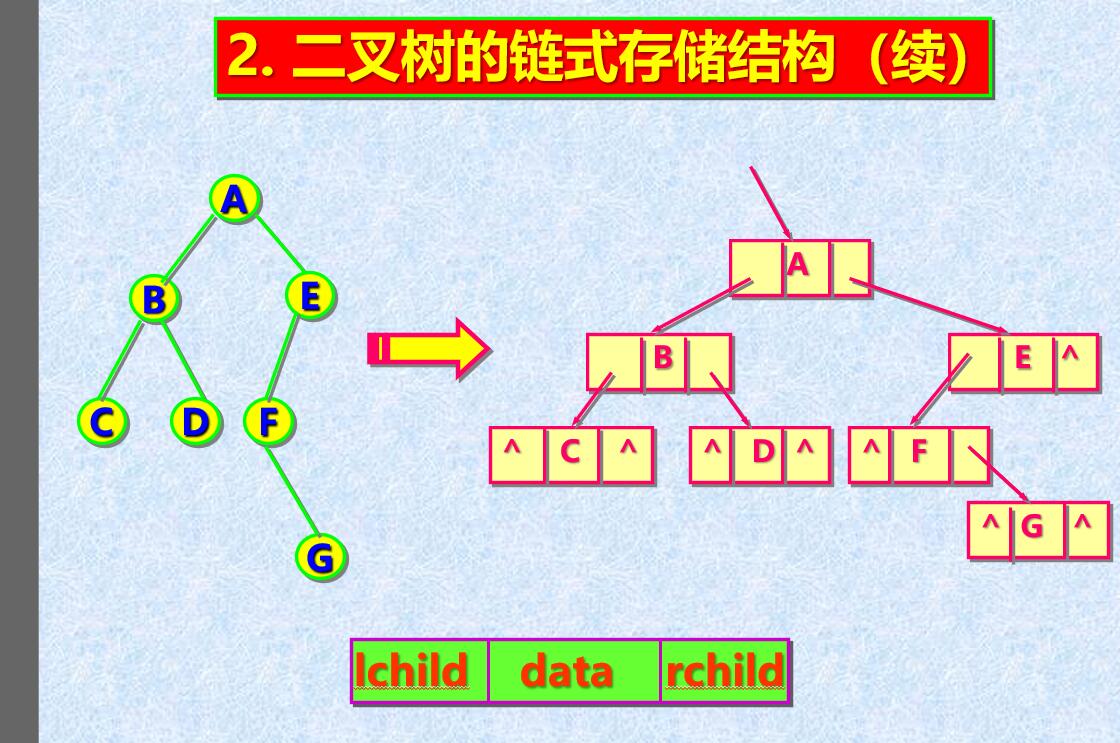 2. 二叉树的链式存储结构（续）
A
A
B
E
B
E ^
C
D
F
^ C ^
^ D ^
^ F
^ G ^
G
lchild data rchild